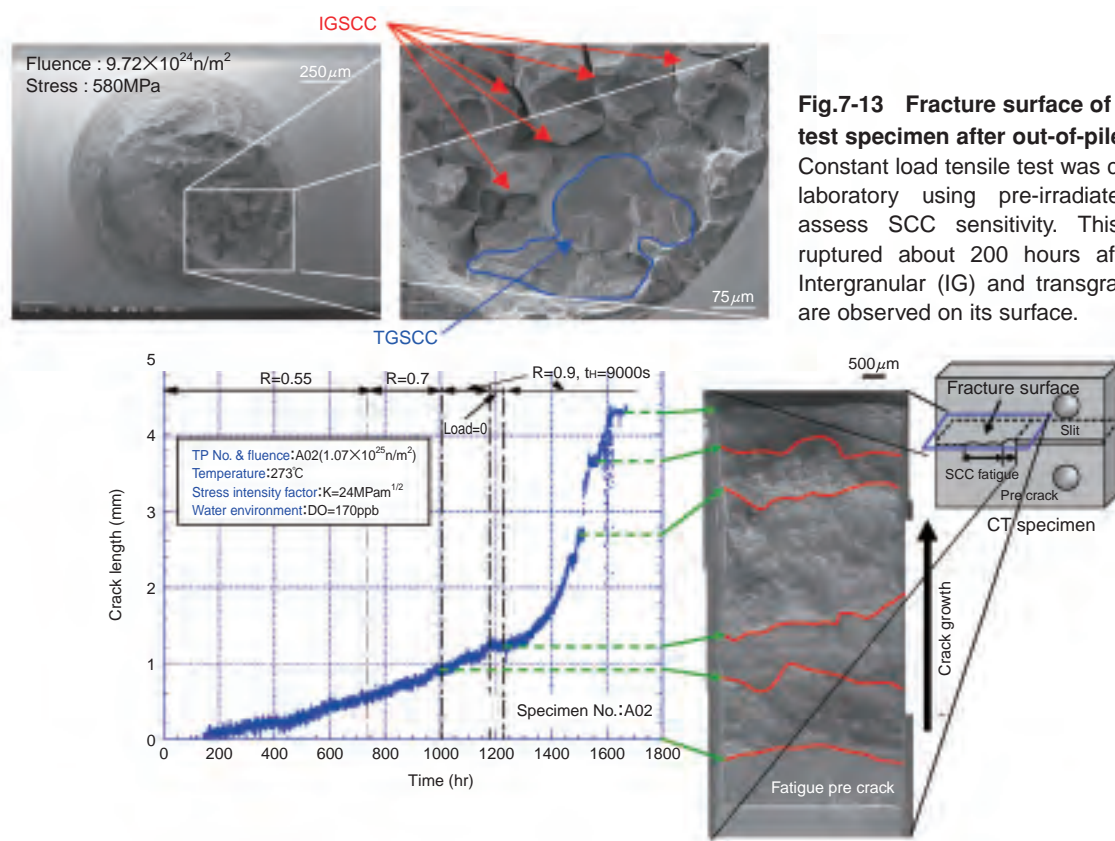 IGSCC
Fluence : 9.72×10²⁴n/m²
Stress : 580MPa
250μm
75μm
TGSCC
Fig.7-13 Fracture surface of
test specimen after out-of-pile
Constant load tensile test was
laboratory using pre-irradiate
assess SCC sensitivity. This
ruptured about 200 hours af
Intergranular (IG) and transgra
are observed on its surface.
5
4
3
2
1
0
Crack length (mm)
R=0.55
R=0.7
R=0.9, tH=9000s
Load=0
TP No. & fluence:A02(1.07×10²⁵n/m²)
Temperature:273℃
Stress intensity factor:K=24MPam1/2
Water environment:DO=170ppb
Specimen No.:A02
0 200 400 600 800 1000 1200 1400 1600 1800
Time (hr)
500μm
Fatigue pre crack
Crack growth
Fracture surface
Slit
SCC fatigue
Pre crack
CT specimen